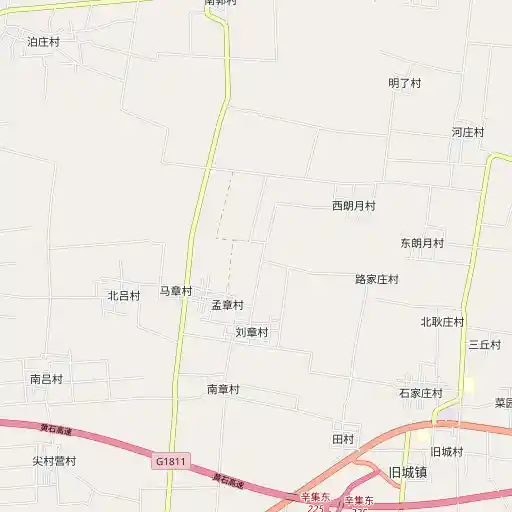 南郭村
泊庄村
明了村
河庄村
西朗月村
东朗月村
路家庄村
马章村
北吕村
孟章村
北耿庄村
刘章村
三丘村
南吕村
南章村
石家庄村
菜园
黄石高速
田村
旧城村
尖村营村
G1811
旧城镇
黄石高速
辛集东
225
辛集东